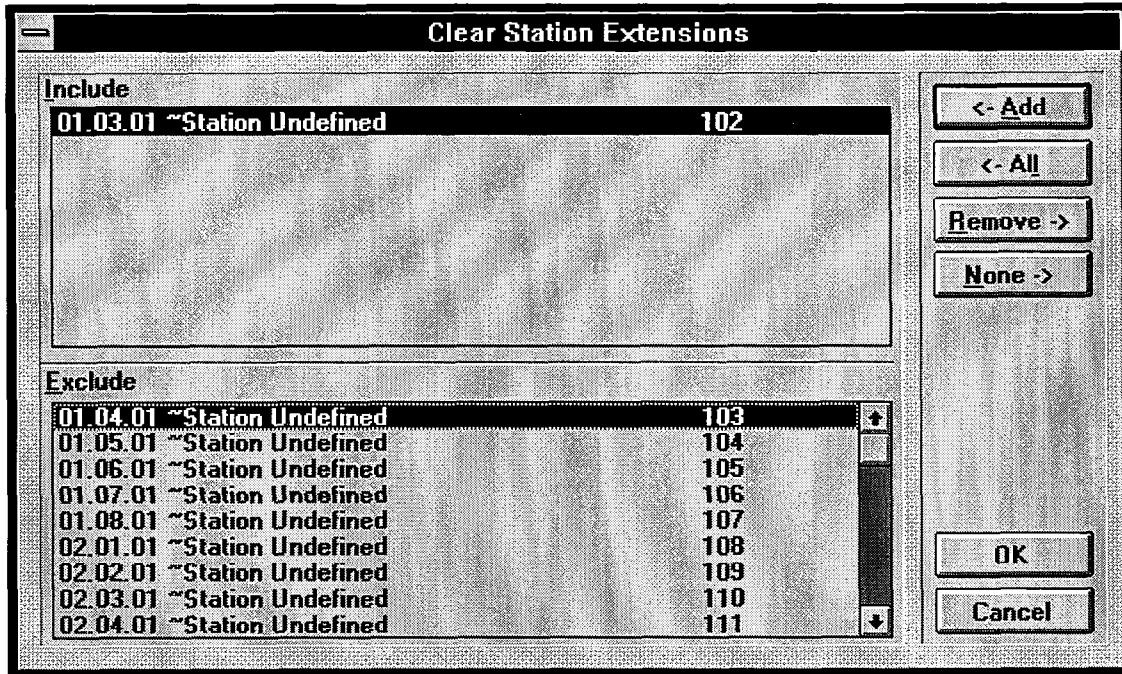 Clear Station Extensions
Include
01.03.01 ~Station Undefined 102
Exclude
01.04.01 ~Station Undefined 103
01.05.01 ~Station Undefined 104
01.06.01 ~Station Undefined 105
01.07.01 ~Station Undefined 106
01.08.01 ~Station Undefined 107
02.01.01 ~Station Undefined 108
02.02.01 ~Station Undefined 109
02.03.01 ~Station Undefined 110
02.04.01 ~Station Undefined 111
<- Add
<- All
Remove ->
None ->
OK
Cancel